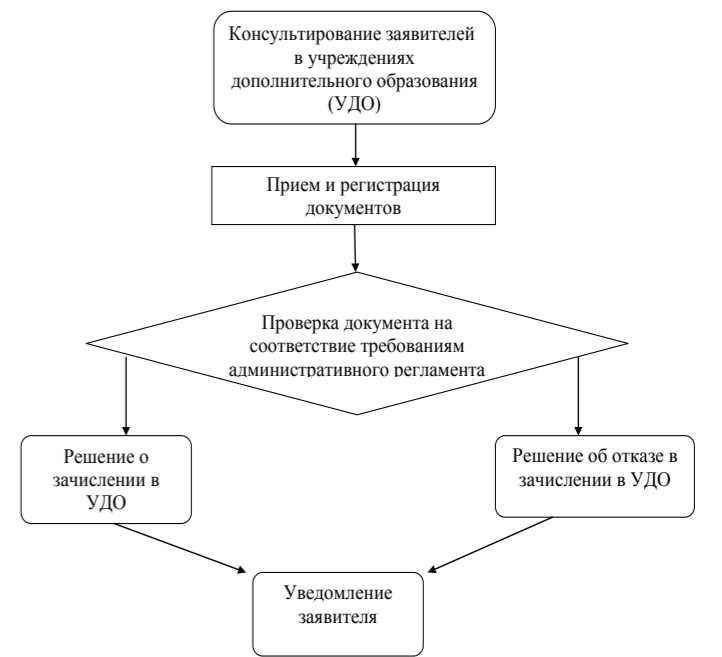 Консультирование заявителей
в учреждениях
дополнительного образования
(УДО)
Прием и регистрация
документов
Проверка документа на
соответствие требованиям
административного регламента
Решение о
зачислении в
УДО
Решение об отказе в
зачислении в УДО
Уведомление
заявителя